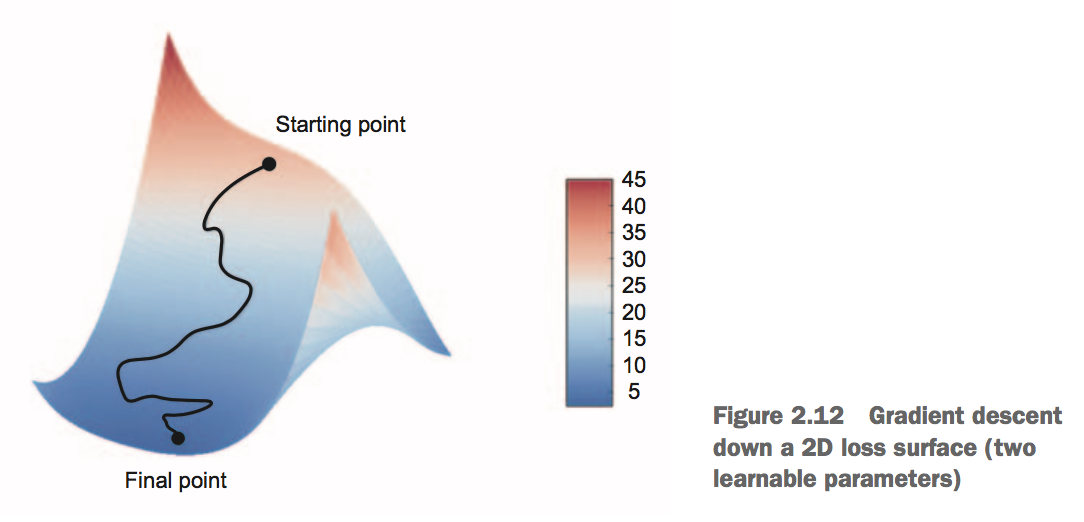 Starting point
45
40
35
30
25
20
15
10
5
Final point
Figure 2.12 Gradient descent
down a 2D loss surface (two
learnable parameters)